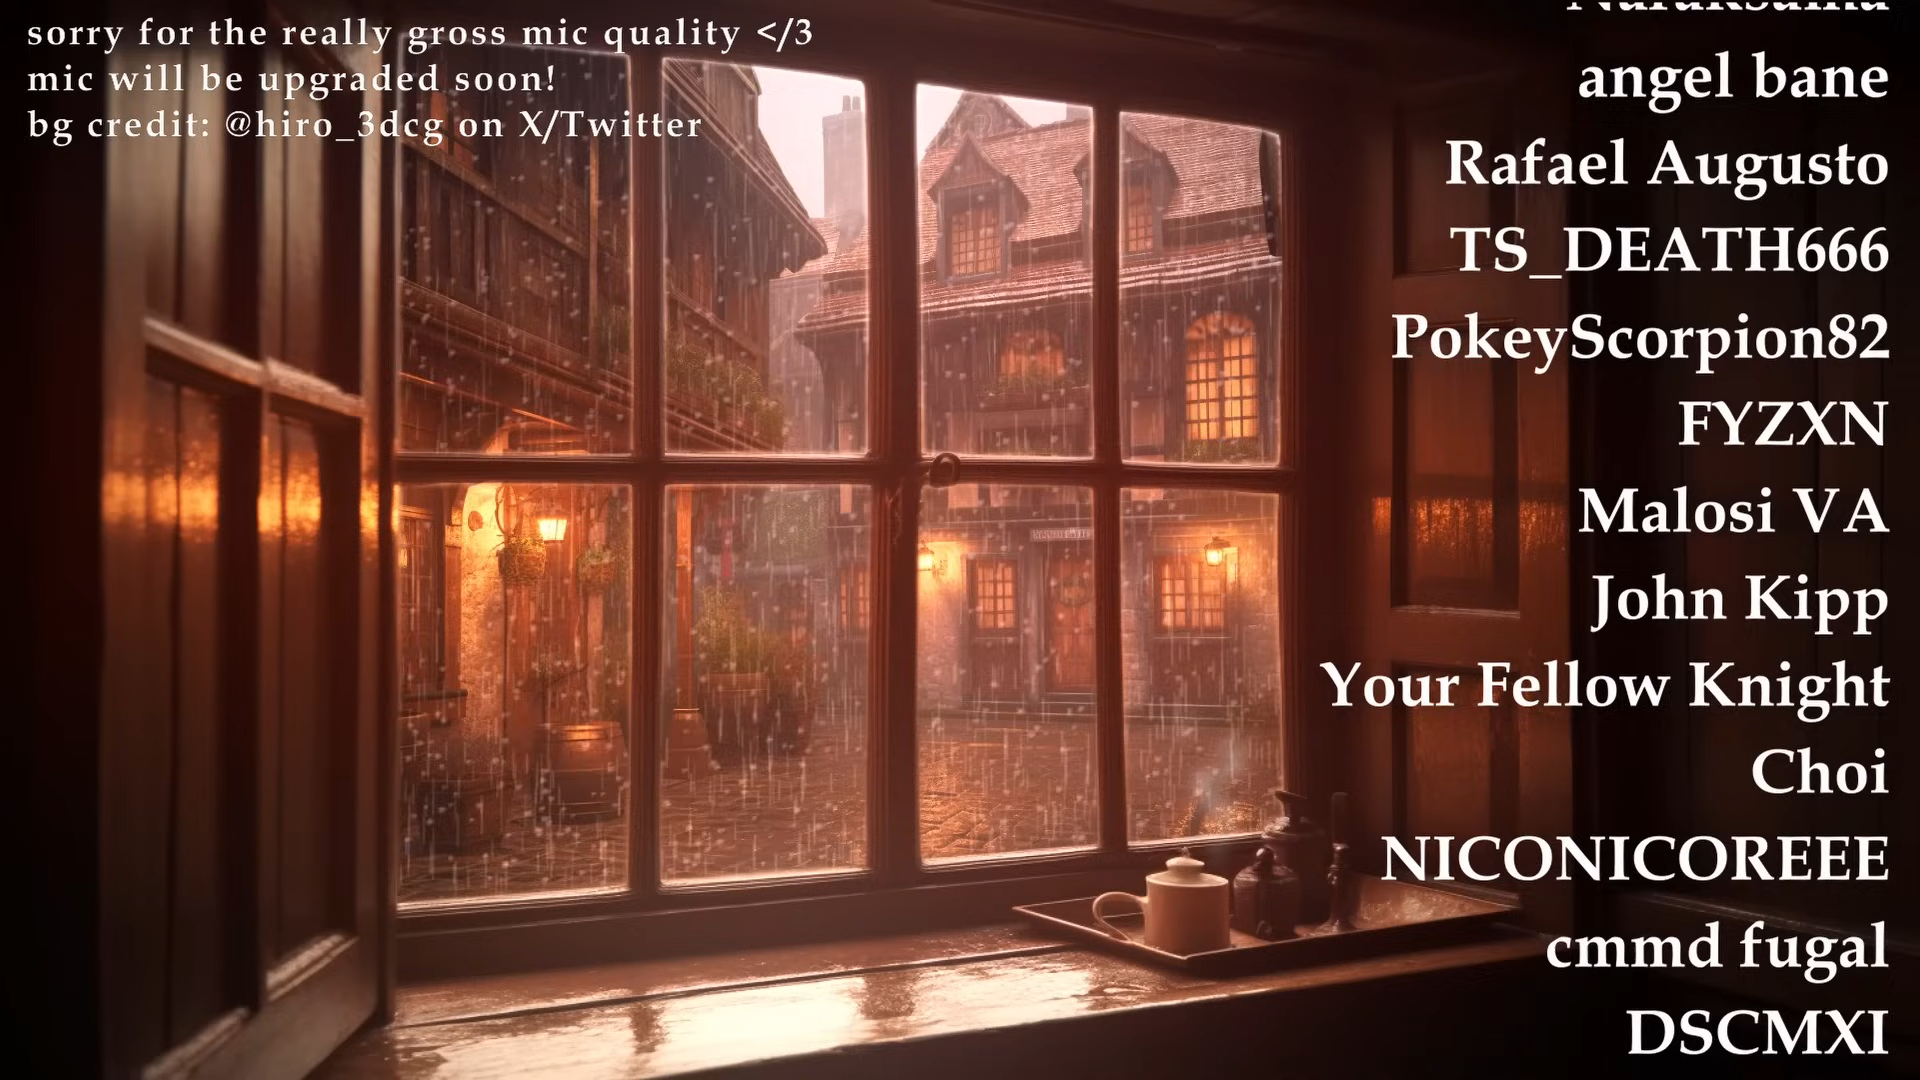 sorry for the really gross mic quality </3
mic will be upgraded soon!
bg credit: @hiro_3dcg on X/Twitter
angel bane
Rafael Augusto
TS_DEATH666
PokeyScorpion82
FYZXN
Malosi VA
John Kipp
Your Fellow Knight
Choi
NICONICOREEE
cmmd fugal
DSCMXI